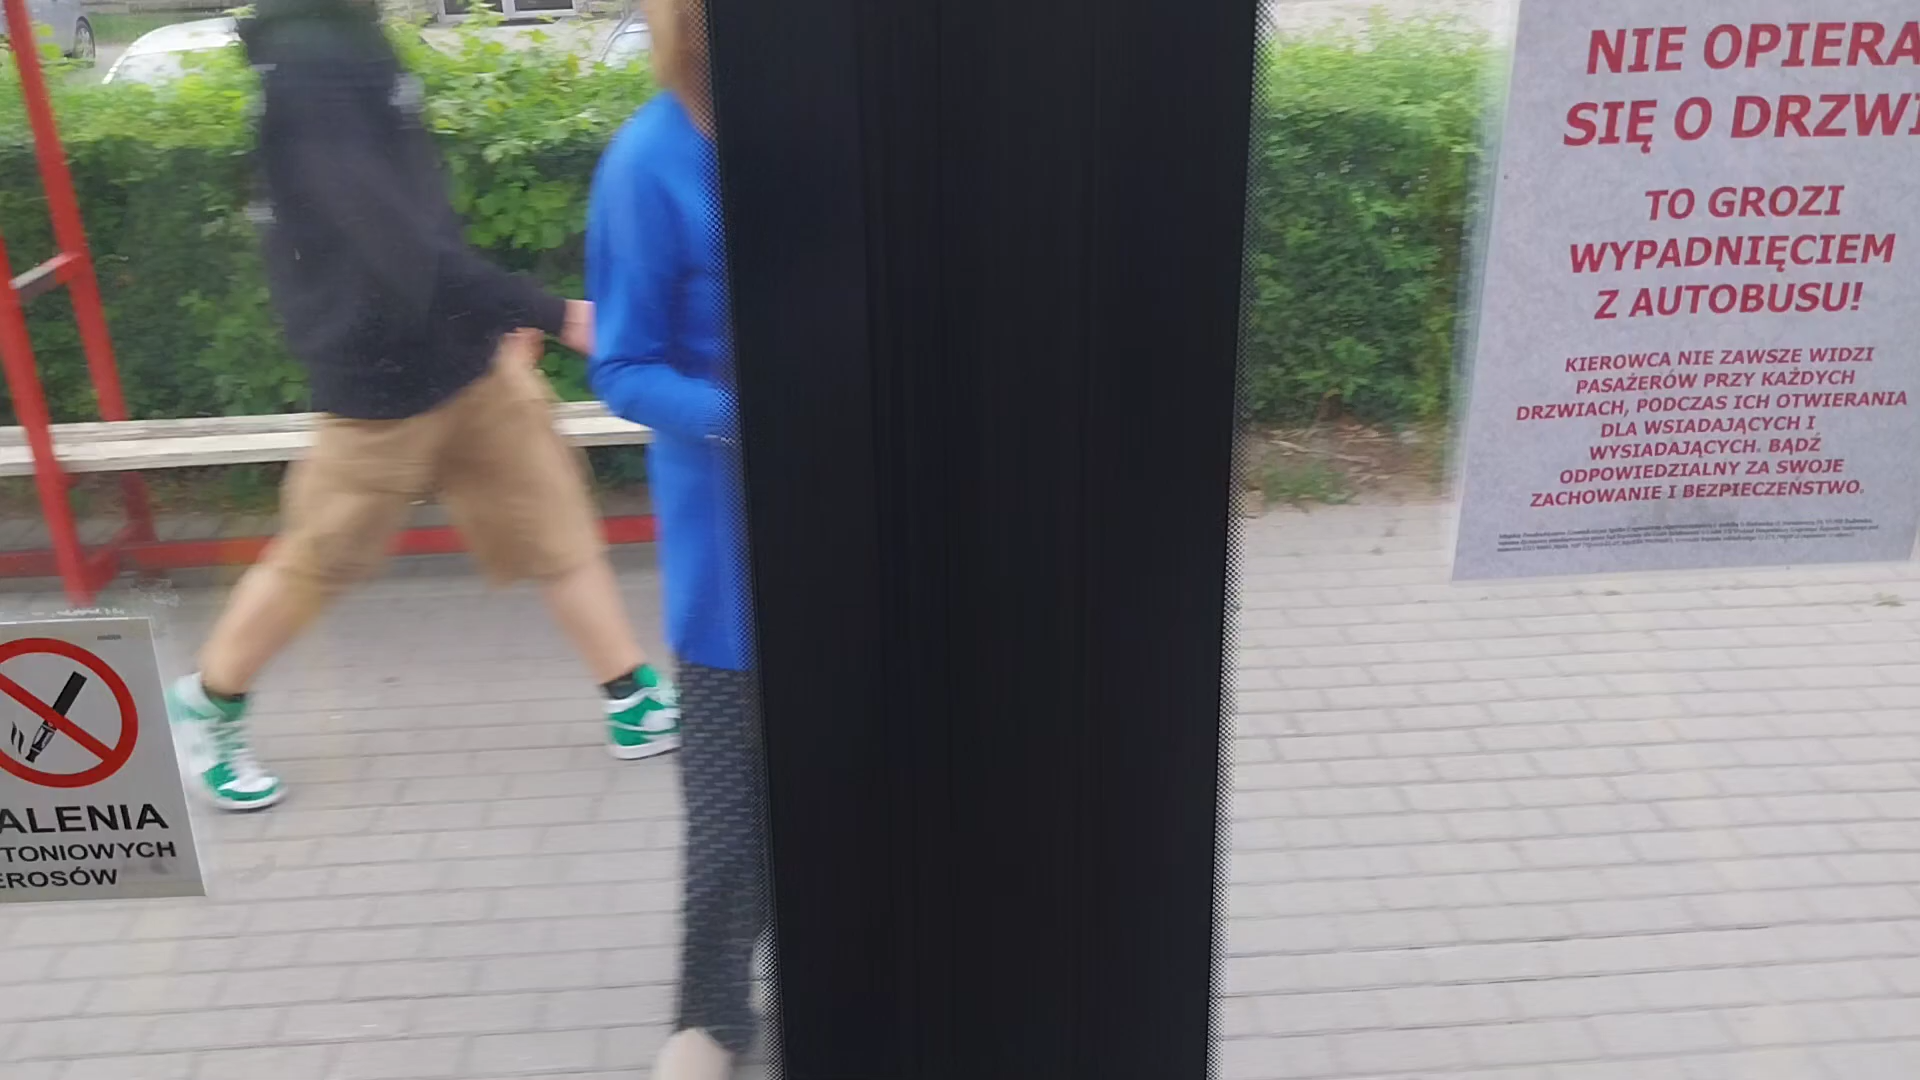 NIE OPIERA
SIĘ O DRZWI
TO GROZI
WYPADNIĘCIEM
Z AUTOBUSU!
KIEROWCA NIE ZAWSZE WIDZI
PASAŻERÓW PRZY KAŻDYCH
DRZWIACH, PODCZAS ICH OTWIERANIA
DLA WSIADAJĄCYCH I
WYSIADAJĄCYCH. BĄDŹ
ODPOWIEDZIALNY ZA SWOJE
ZACHOWANIE I BEZPIECZEŃSTWO.
ALENIA
TONIOWYCH
EROSÓW